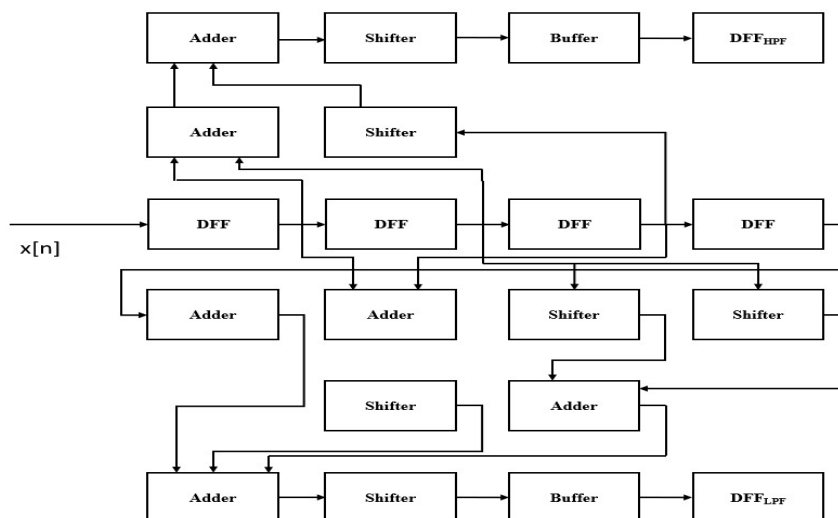 Adder Shifter Buffer DFFHPF
Adder Shifter
DFF DFF DFF DFF
x[n]
Adder Adder Shifter Shifter
Shifter Adder
Adder Shifter Buffer DFFLPF